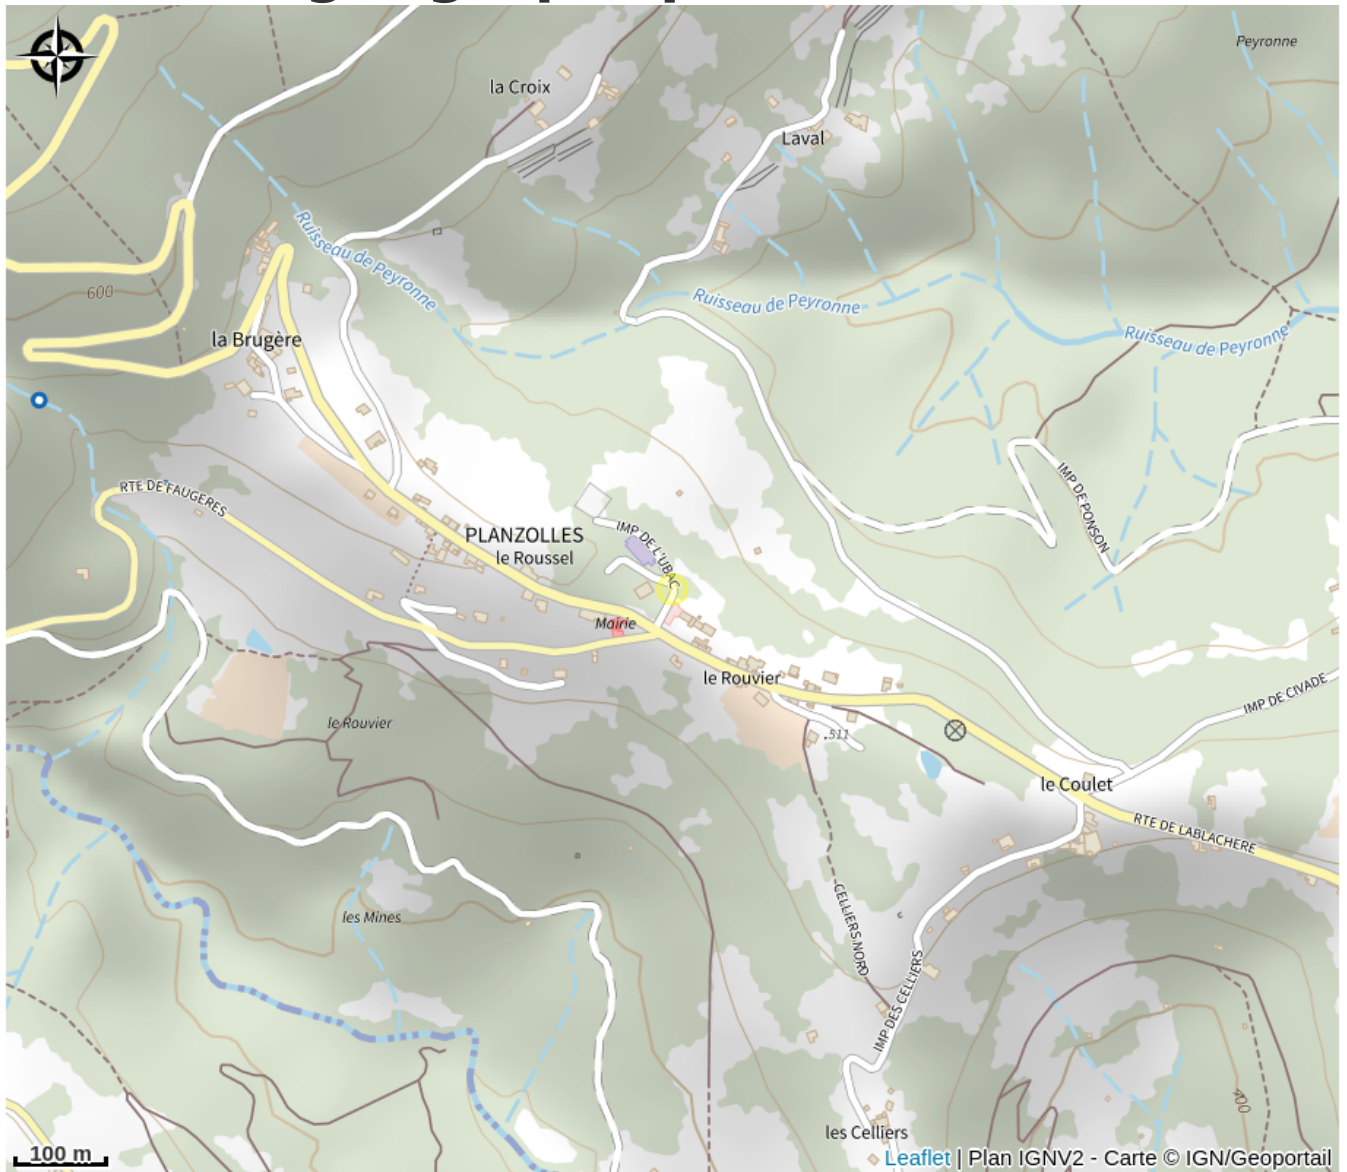 Peyronne
la Croix
Laval
Ruisseau de Peyronne
600
Ruisseau de Peyronne
Ruisseau de Peyronne
la Brugère
IMP DE PONSON
RTE DE FAUGERES
PLANZOLLES
le Roussel
IMP DE L'UBAC
Mairie
le Rouvier
IMP DE CIVADE
le Rouvier
.511
le Coulet
RTE DE LABLACHERE
les Mines
CELLIERS NORD
IMP DES CELLIERS
400
les Celliers
100 m
Leaflet | Plan IGNV2 - Carte © IGN/Geoportail